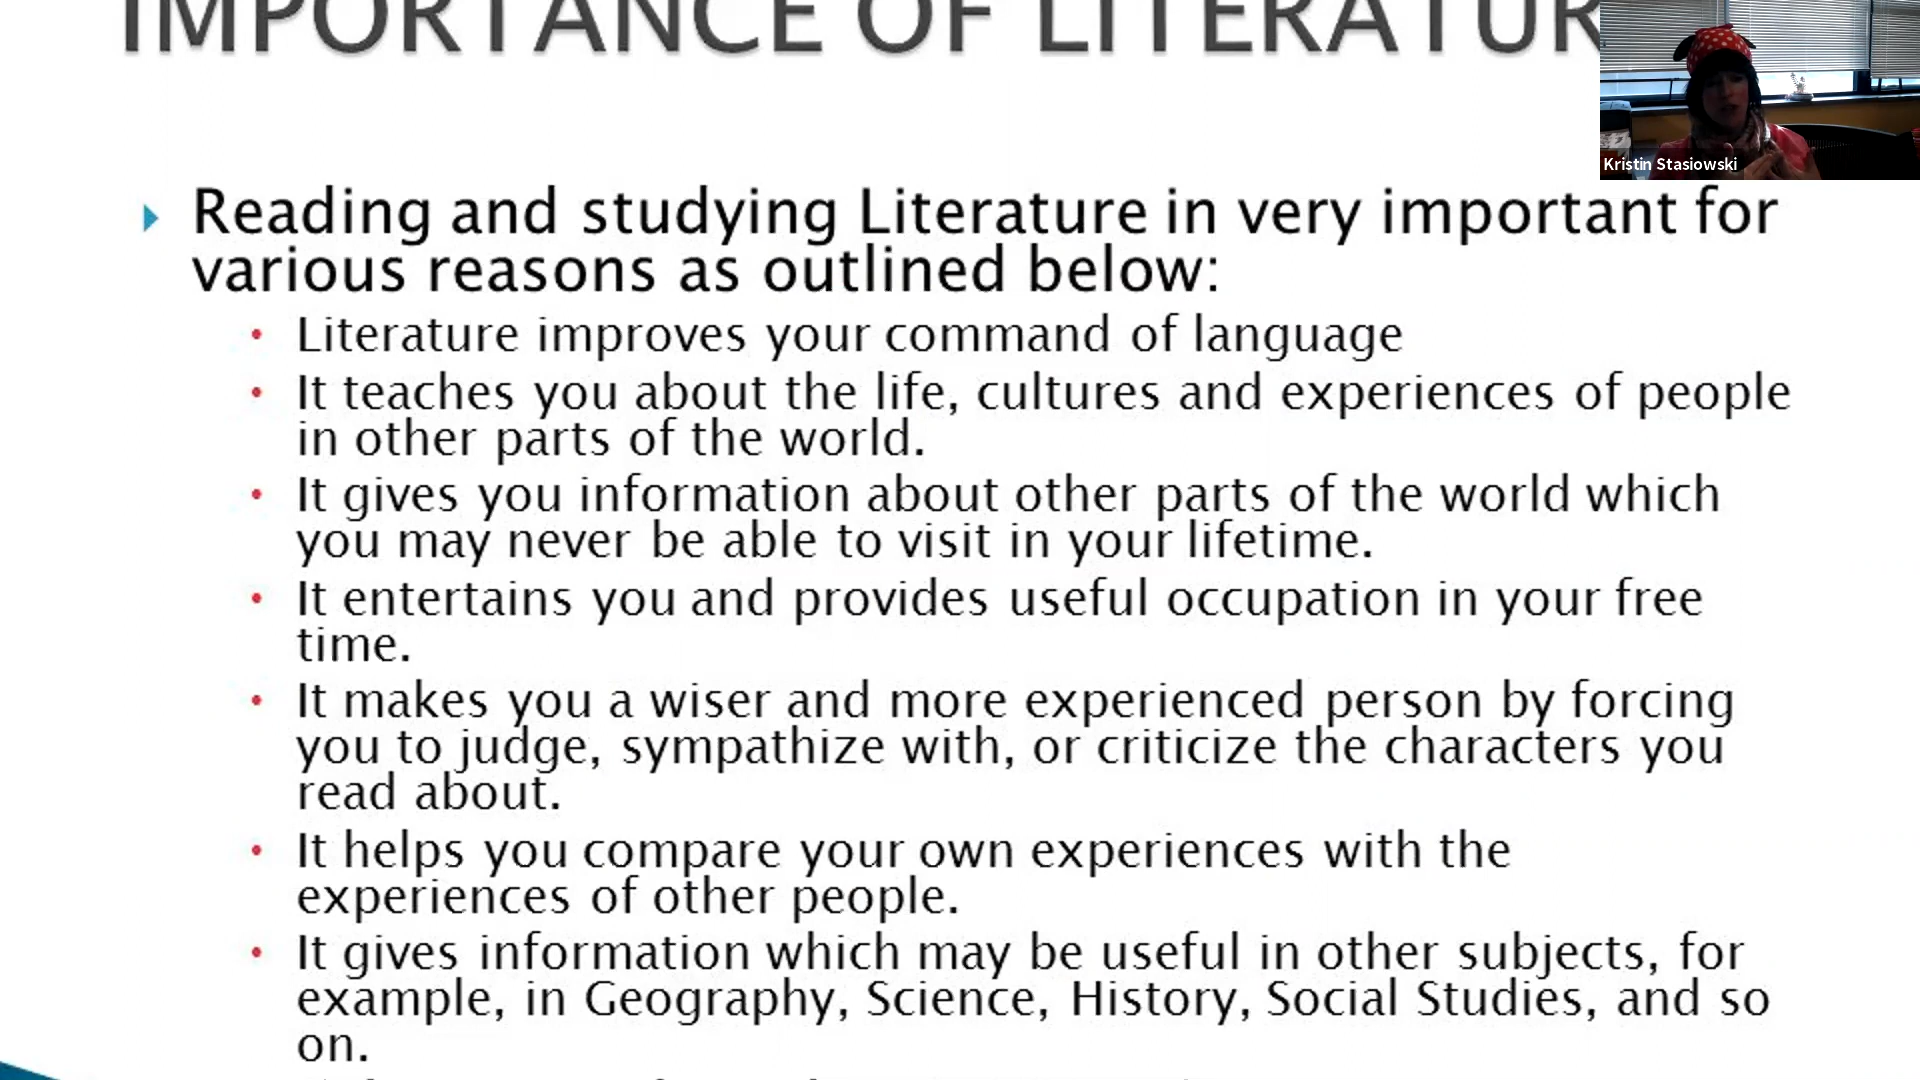 IMPORTANCE OF LITERATUR
Kristin Stasiowski
Reading and studying Literature in very important for
various reasons as outlined below:
Literature improves your command of language
It teaches you about the life, cultures and experiences of people
in other parts of the world.
It gives you information about other parts of the world which
you may never be able to visit in your lifetime.
It entertains you and provides useful occupation in your free
time.
It makes you a wiser and more experienced person by forcing
you to judge, sympathize with, or criticize the characters you
read about.
It helps you compare your own experiences with the
experiences of other people.
It gives information which may be useful in other subjects, for
example, in Geography, Science, History, Social Studies, and so
on.